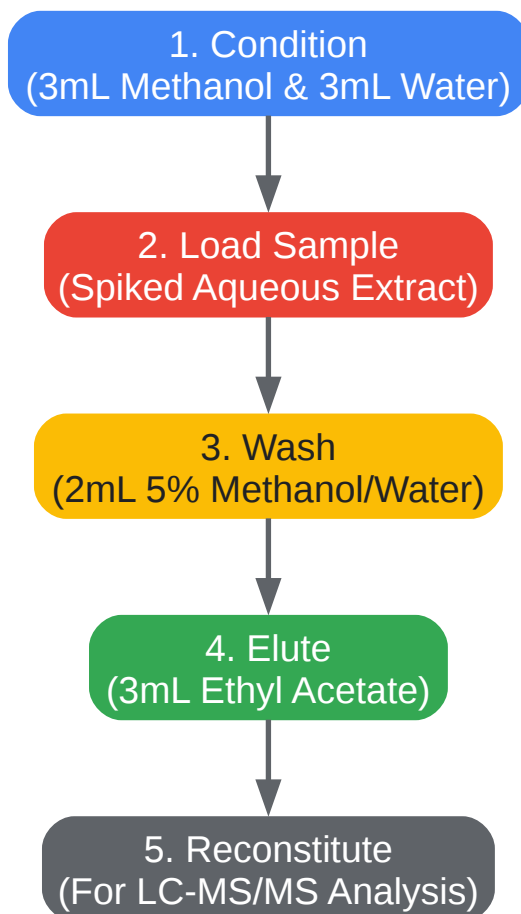 1. Condition
(3mL Methanol & 3mL Water)
2. Load Sample
(Spiked Aqueous Extract)
3. Wash
(2mL 5% Methanol/Water)
4. Elute
(3mL Ethyl Acetate)
5. Reconstitute
(For LC-MS/MS Analysis)